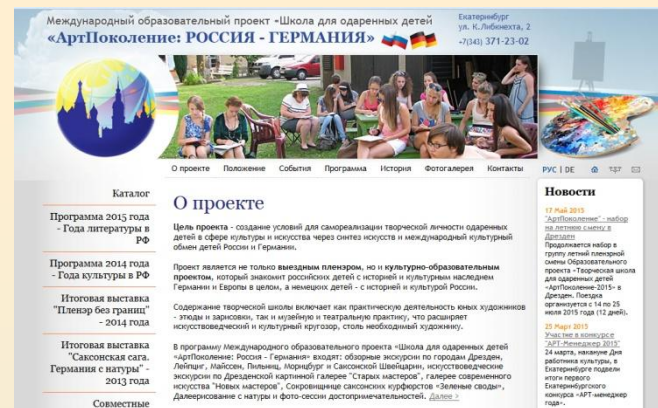 Международный образовательный проект «Школа для одаренных детей
«АртПоколение: РОССИЯ - ГЕРМАНИЯ»
Екатеринбург
ул. К.Либкнехта, 2
+7(343) 371-23-02
О проекте Положение События Программа История Фотогалерея Контакты
РУС | DE
Каталог
Программа 2015 года
- Года литературы в
РФ
Программа 2014 года
- Года культуры в РФ
Итоговая выставка
"Пленэр без границ"
- 2014 года
Итоговая выставка
"Саксонская сага.
Германия с натуры" -
2013 года
Совместные
О проекте
Цель проекта - создание условий для самореализации творческой личности одаренных
детей в сфере культуры и искусства через синтез искусств и международный культурный
обмен детей России и Германии.
Проект является не только выездным пленэром, но и культурно-образовательным
проектом, который знакомит российских детей с историей и культурным наследием
Германии и Европы в целом, а немецких детей - с историей и культурой России.
Содержание творческой школы включает как практическую деятельность юных художников
- этюды и зарисовки, так и музейную и театральную практику, что расширяет
искусствоведческий и культурный кругозор, столь необходимый художнику.
В программу Международного образовательного проекта «Школа для одаренных детей
«АртПоколение: Россия - Германия» входят: обзорные экскурсии по городам Дрезден,
Лейпциг, Майссен, Пильниц, Морицбург и Саксонской Швейцарии, искусствоведческие
экскурсии по Дрезденской картинной галерее "Старых мастеров", галерее современного
искусства "Новых мастеров", Сокровищнице саксонских курфюрстов «Зеленые своды»,
Далеерисование с натуры и фото-сессии достопримечательностей. Далее >
Новости
17 Май 2015
"АртПоколение" - набор
на летнюю смену в
Дрезден
Продолжается набор в
группу летней пленэрной
смены Образовательного
проекта «Творческая школа
для одаренных детей
«АртПоколение-2015» в
Дрезден. Поездка
организуется с 14 по 25
июля 2015 года (12 дней).
25 Март 2015
Участие в конкурсе
"АРТ-Менеджер 2015"
24 марта, накануне Дня
работника культуры, в
Екатеринбурге подвели
итоги первого
Екатеринбургского
конкурса «АРТ-менеджер
года».